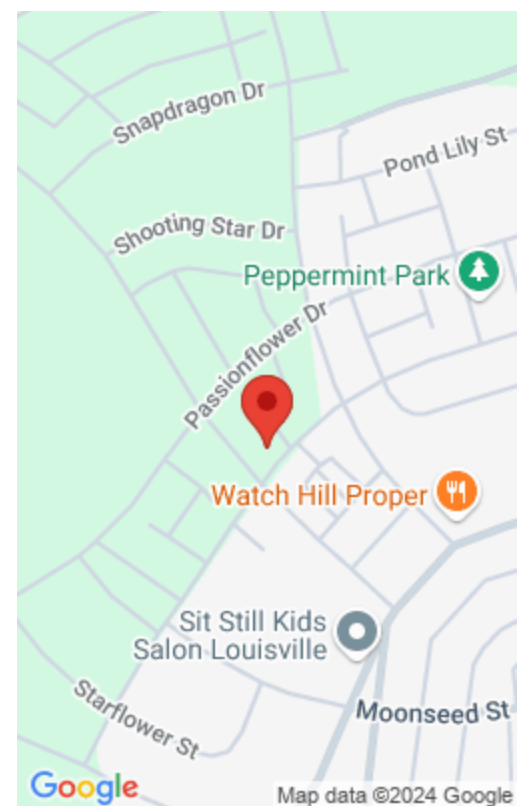 Snapdragon Dr
Pond Lily St
Shooting Star Dr
Peppermint Park
Passionflower Dr
Watch Hill Proper
Sit Still Kids
Salon Louisville
Moonseed St
Starflower St
Google
Map data ©2024 Google